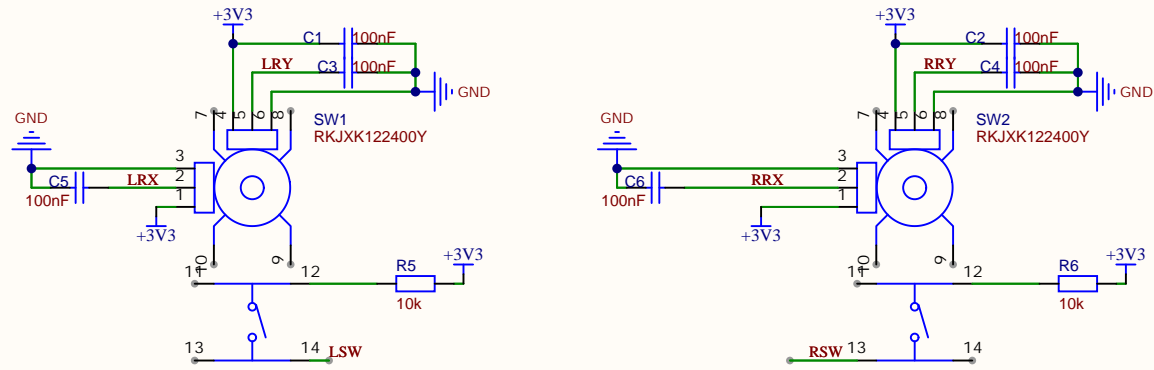 +3V3
C1
100nF
LRY
C3
100nF
GND
7
4
5
6
8
SW1
RKJXK122400Y
GND
3
C5
LRX
2
100nF
1
+3V3
10
9
11
12
R5
+3V3
10k
13
14
LSW
+3V3
C2
100nF
RRY
C4
100nF
GND
7
4
5
6
8
SW2
RKJXK122400Y
GND
3
C6
RRX
2
100nF
1
+3V3
10
9
11
12
R6
+3V3
10k
RSW
13
14